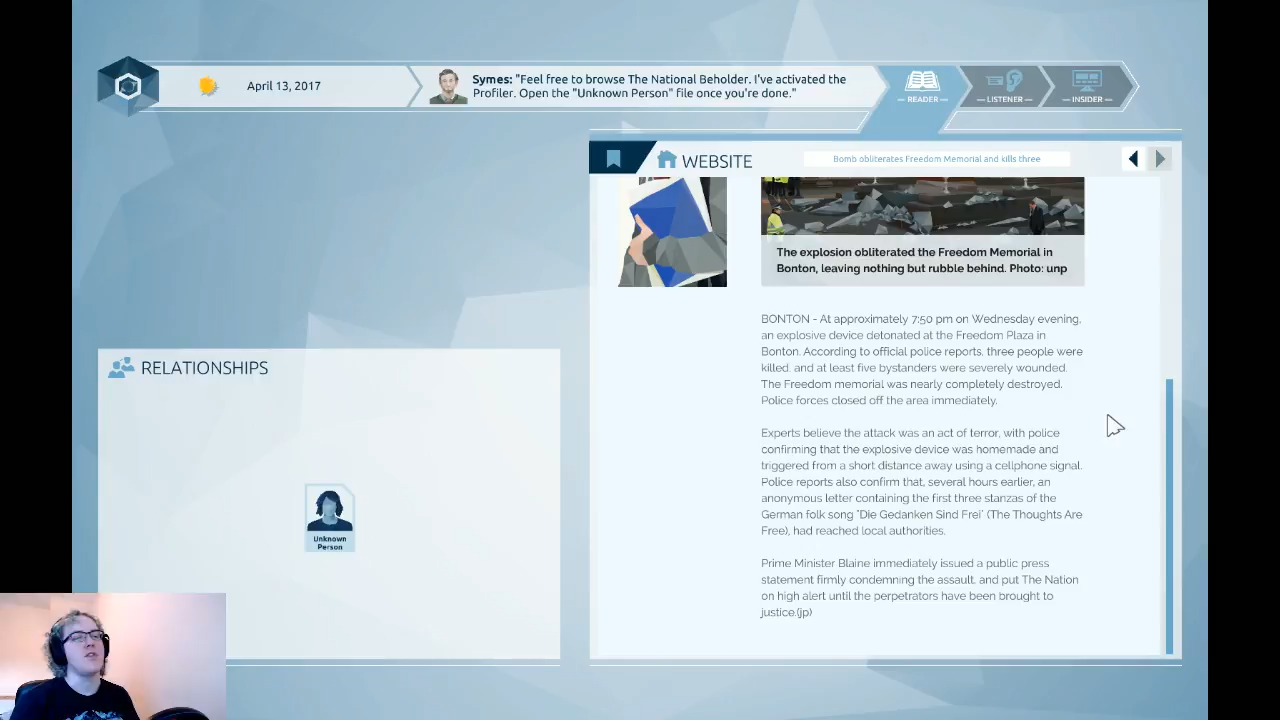 April 13, 2017
Symes: "Feel free to browse The National Beholder. I've activated the
Profiler. Open the "Unknown Person" file once you're done."
— READER —
— LISTENER —
— INSIDER —
WEBSITE
Bomb obliterates Freedom Memorial and kills three
The explosion obliterated the Freedom Memorial in
Bonton, leaving nothing but rubble behind. Photo: unp
BONTON - At approximately 7:50 pm on Wednesday evening,
an explosive device detonated at the Freedom Plaza in
Bonton. According to official police reports, three people were
killed, and at least five bystanders were severely wounded.
The Freedom memorial was nearly completely destroyed.
Police forces closed off the area immediately.
Experts believe the attack was an act of terror, with police
confirming that the explosive device was homemade and
triggered from a short distance away using a cellphone signal.
Police reports also confirm that, several hours earlier, an
anonymous letter containing the first three stanzas of the
German folk song "Die Gedanken Sind Frei" (The Thoughts Are
Free), had reached local authorities.
Prime Minister Blaine immediately issued a public press
statement firmly condemning the assault, and put The Nation
on high alert until the perpetrators have been brought to
justice.(jp)
RELATIONSHIPS
Unknown
Person